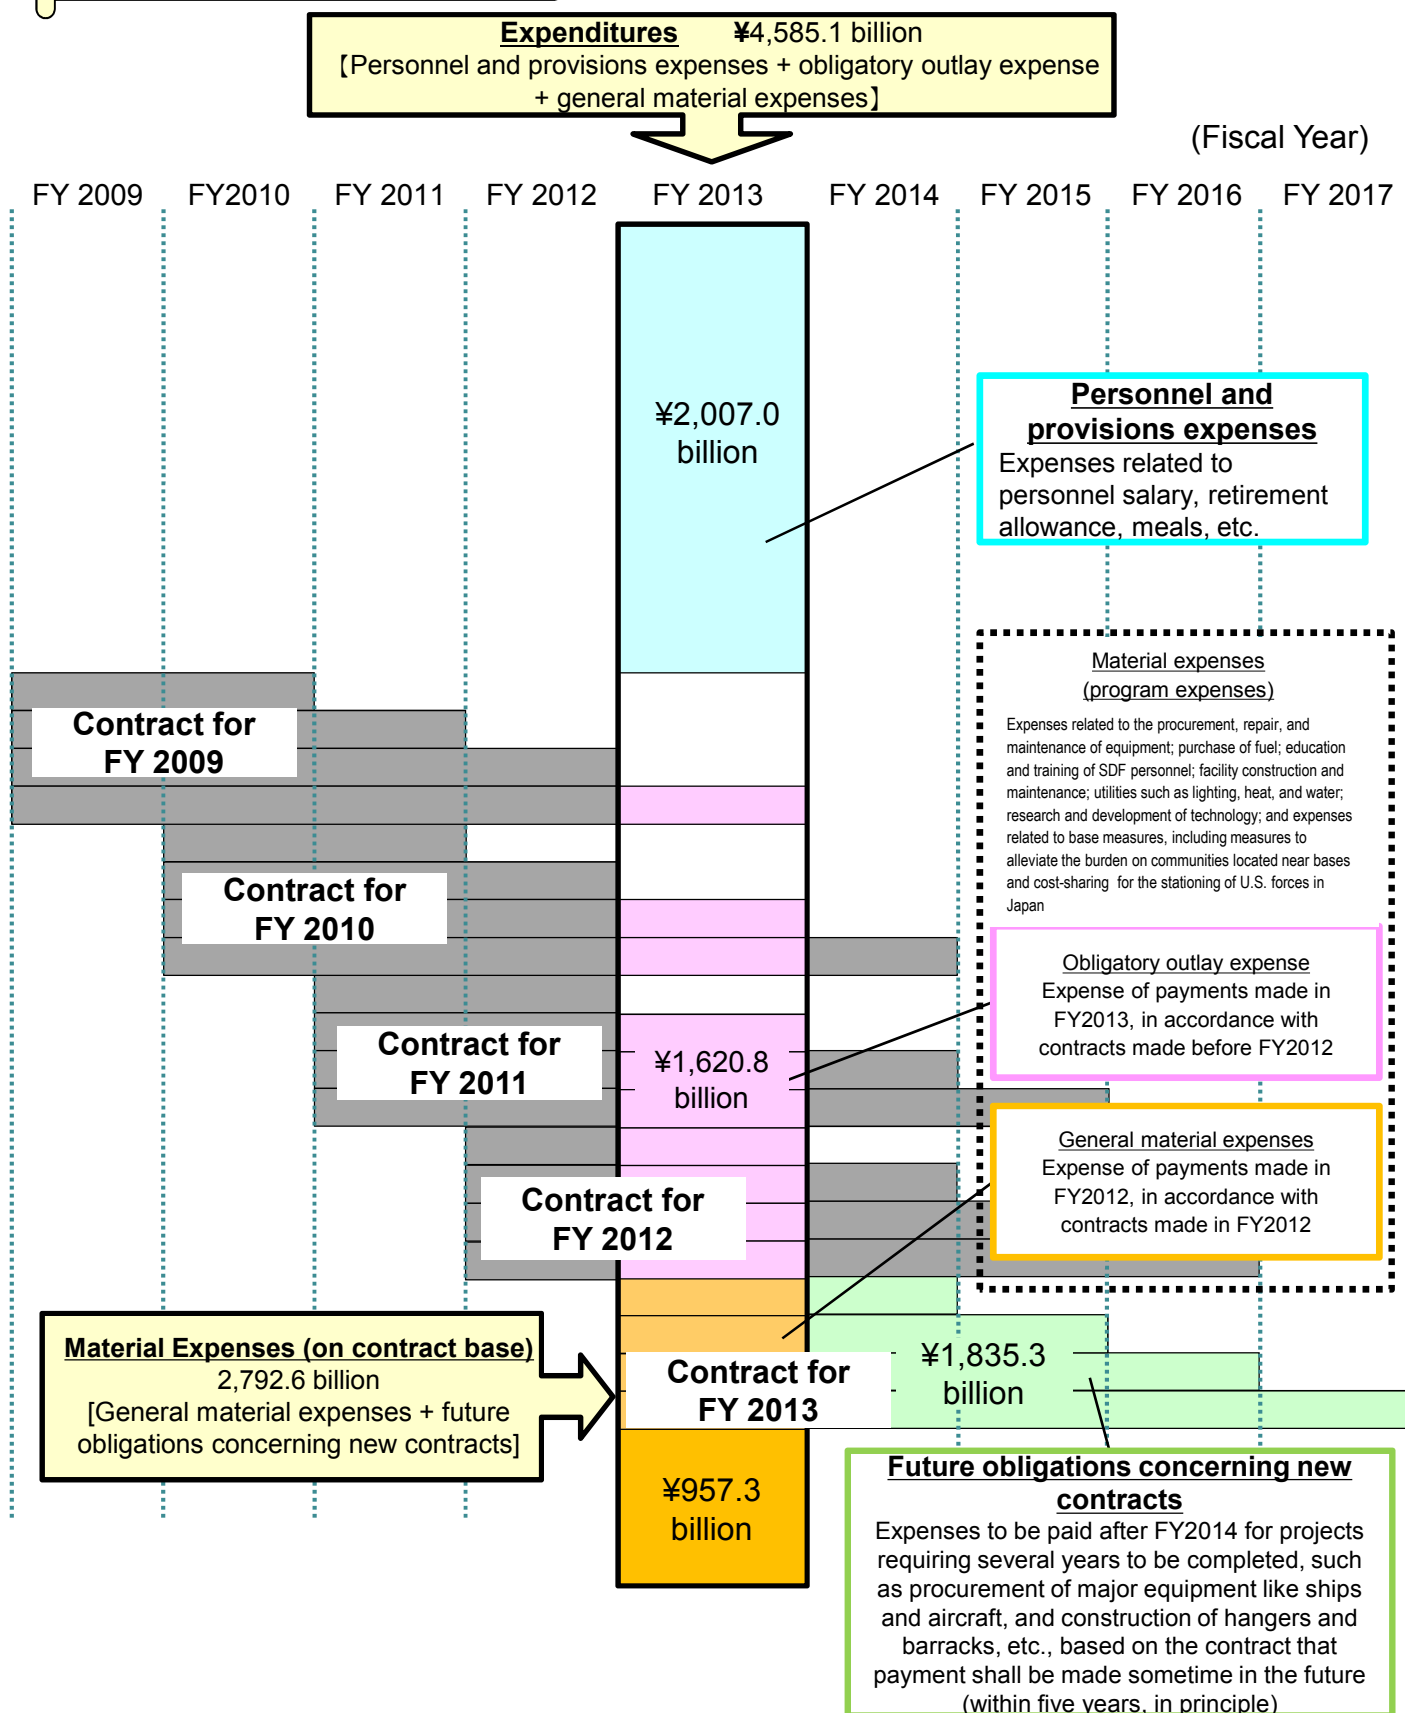 Expenditures ¥4,585.1 billion
【Personnel and provisions expenses + obligatory outlay expense
+ general material expenses】
(Fiscal Year)
FY 2009 FY2010 FY 2011 FY 2012 FY 2013 FY 2014 FY 2015 FY 2016 FY 2017
¥2,007.0
billion
Personnel and
provisions expenses
Expenses related to
personnel salary, retirement
allowance, meals, etc.
Material expenses
(program expenses)
Expenses related to the procurement, repair, and
maintenance of equipment; purchase of fuel; education
and training of SDF personnel; facility construction and
maintenance; utilities such as lighting, heat, and water;
research and development of technology; and expenses
related to base measures, including measures to
alleviate the burden on communities located near bases
and cost-sharing for the stationing of U.S. forces in
Japan
Contract for
FY 2009
Contract for
FY 2010
Obligatory outlay expense
Expense of payments made in
FY2013, in accordance with
contracts made before FY2012
Contract for
FY 2011
¥1,620.8
billion
General material expenses
Expense of payments made in
FY2012, in accordance with
contracts made in FY2012
Contract for
FY 2012
Material Expenses (on contract base)
2,792.6 billion
[General material expenses + future
obligations concerning new contracts]
Contract for
FY 2013
¥1,835.3
billion
¥957.3
billion
Future obligations concerning new
contracts
Expenses to be paid after FY2014 for projects
requiring several years to be completed, such
as procurement of major equipment like ships
and aircraft, and construction of hangers and
barracks, etc., based on the contract that
payment shall be made sometime in the future
(within five years, in principle)